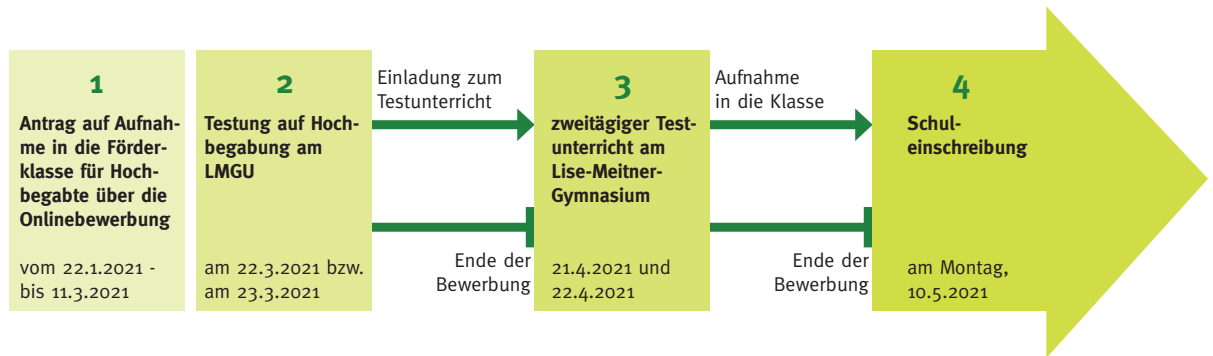 1
Antrag auf Aufnah-
me in die Förder-
klasse für Hoch-
begabte über die
Onlinebewerbung
vom 22.1.2021 -
bis 11.3.2021
2
Testung auf Hoch-
begabung am
LMGU
am 22.3.2021 bzw.
am 23.3.2021
Einladung zum
Testunterricht
Ende der
Bewerbung
3
zweitägiger Test-
unterricht am
Lise-Meitner-
Gymnasium
21.4.2021 und
22.4.2021
Aufnahme
in die Klasse
Ende der
Bewerbung
4
Schul-
einschreibung
am Montag,
10.5.2021